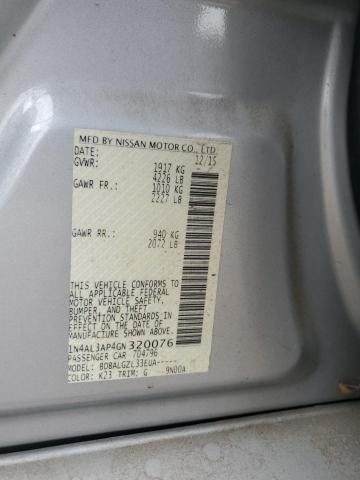 MFD BY NISSAN MOTOR CO., LTD
DATE: 12/15
GVWR: 1917 KG
4226 LB
GAWR FR.: 1010 KG
2227 LB
GAWR RR.: 940 KG
2072 LB
THIS VEHICLE CONFORMS TO
ALL APPLICABLE FEDERAL
MOTOR VEHICLE SAFETY,
BUMPER, AND THEFT
PREVENTION STANDARDS IN
EFFECT ON THE DATE OF
MANUFACTURE SHOWN ABOVE.
1N4AL3AP4GN320076
PASSENGER CAR 704796
MODEL: BDBALGZL33EUA-----
COLOR: K23 TRIM: G 9N00A